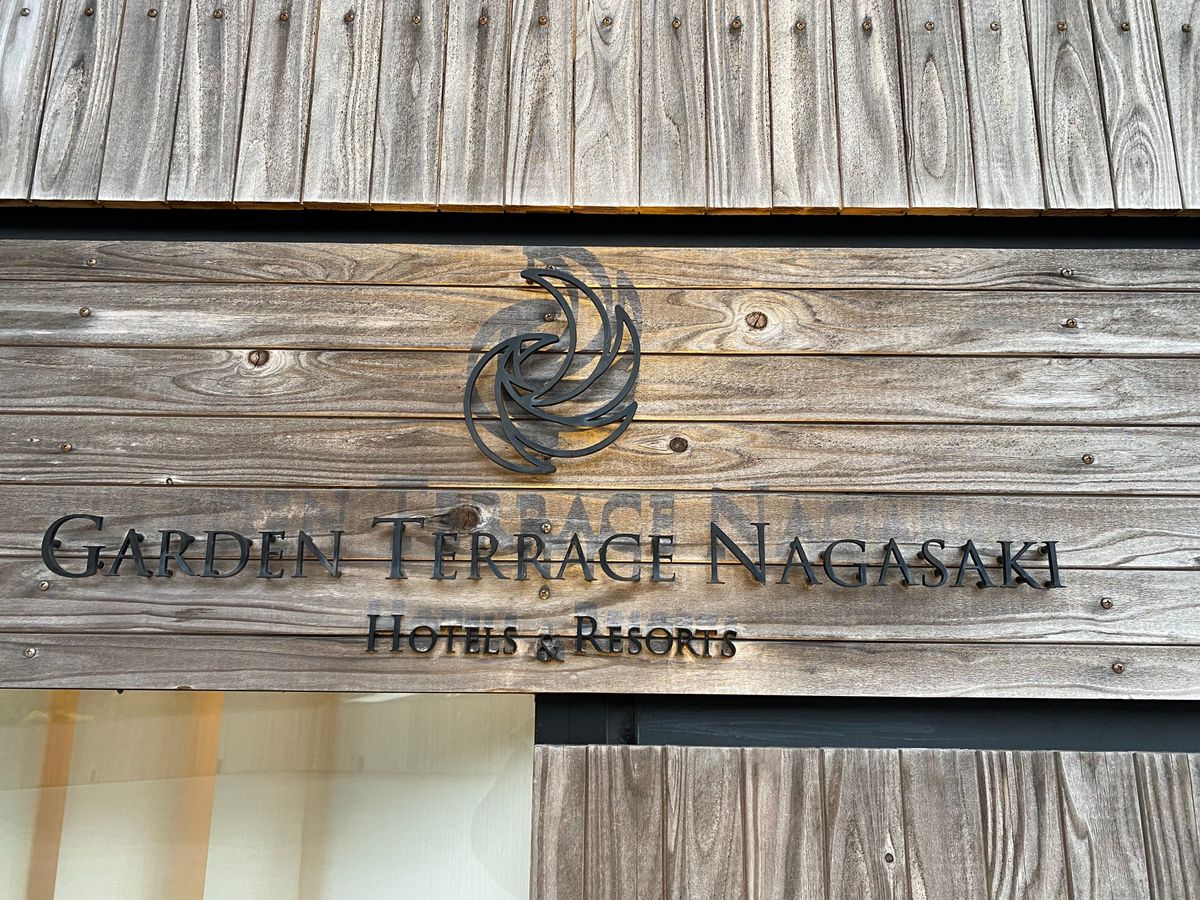 GARDEN TERRACE NAGASAKI
HOTELS & RESORTS